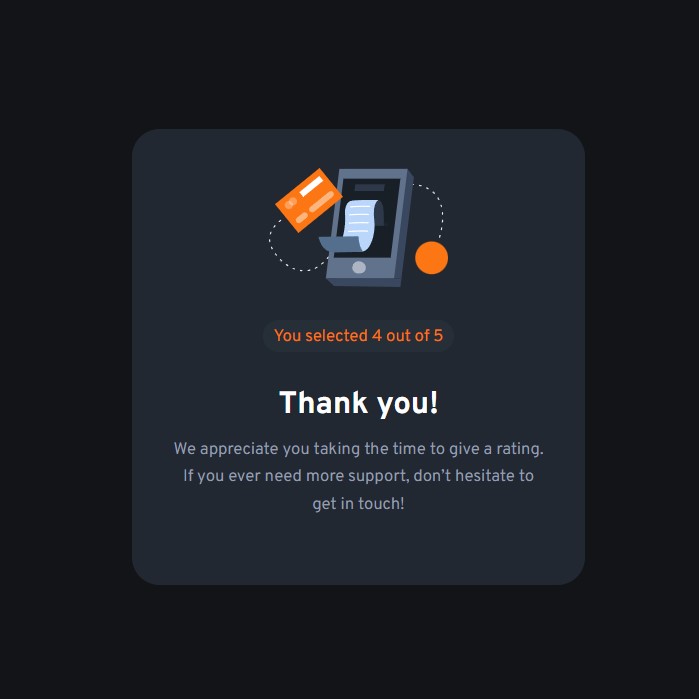 You selected 4 out of 5
Thank you!
We appreciate you taking the time to give a rating.
If you ever need more support, don’t hesitate to
get in touch!